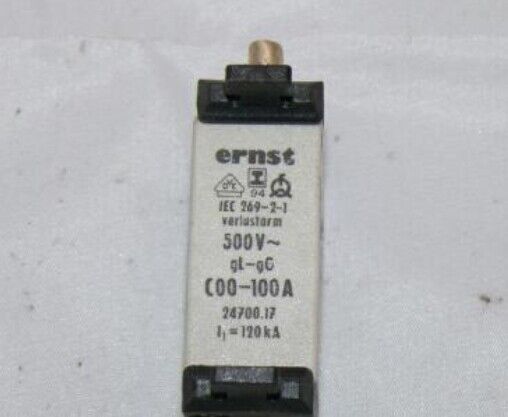 ernst
94
IEC 269-2-1
verlustarm
500V~
gL-gG
C00-100A
24700.17
I₁=120kA